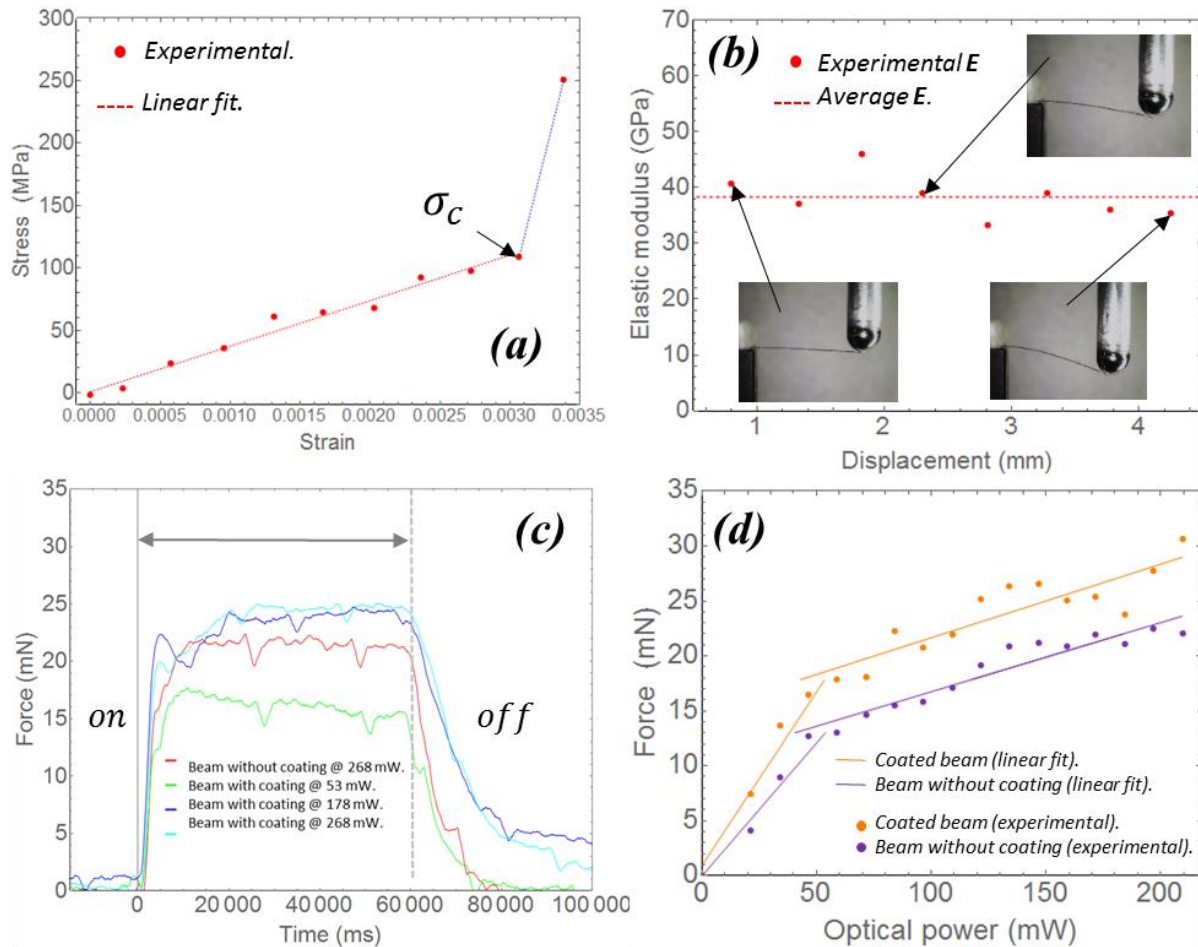 300
250
200
150
100
50
0
Stress (MPa)
Experimental.
Linear fit.
σc
(a)
0.0000 0.0005 0.0010 0.0015 0.0020 0.0025 0.0030 0.0035
Strain
70
60
50
40
30
20
10
0
Elastic modulus (GPa)
(b)
Experimental E
Average E.
1 2 3 4
Displacement (mm)
35
30
25
20
15
10
5
0
Force (mN)
(c)
on
off
Beam without coating @ 268 mW.
Beam with coating @ 53 mW.
Beam with coating @ 178 mW.
Beam with coating @ 268 mW.
0 20 000 40 000 60 000 80 000 100 000
Time (ms)
35
30
25
20
15
10
5
0
Force (mN)
(d)
Coated beam (linear fit).
Beam without coating (linear fit).
Coated beam (experimental).
Beam without coating (experimental).
0 50 100 150 200
Optical power (mW)